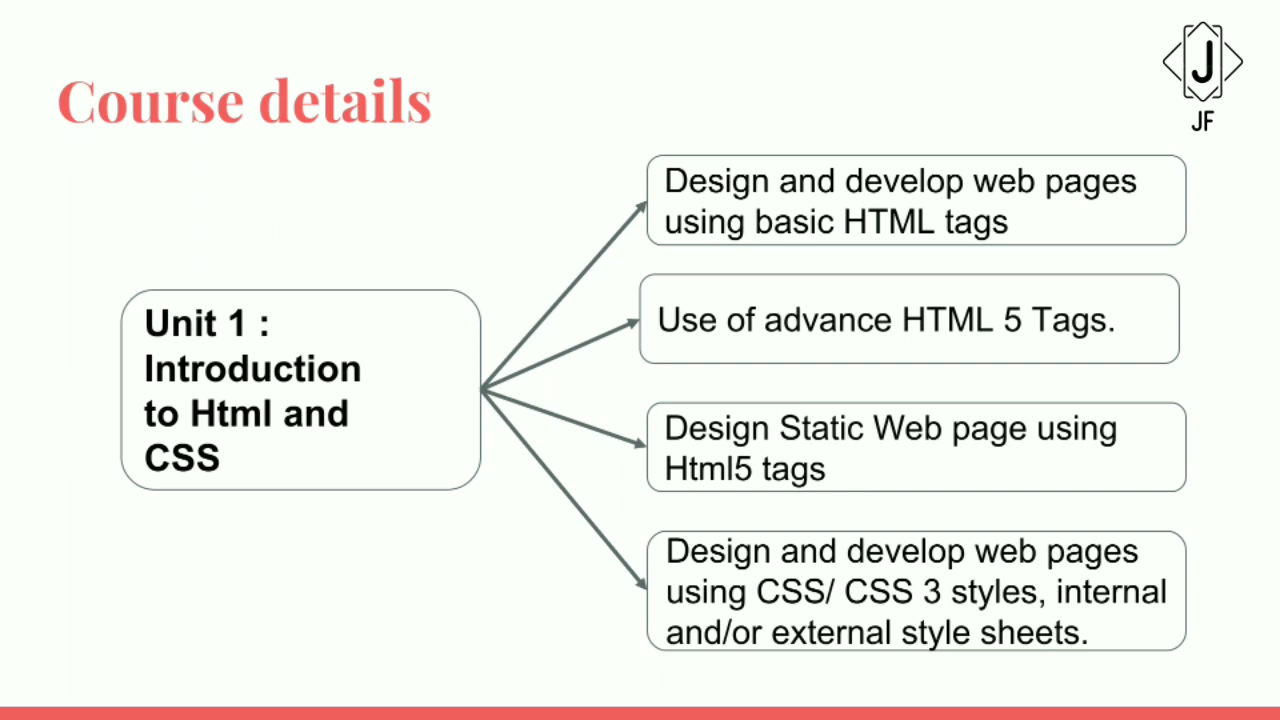 Course details
J
JF
Design and develop web pages
using basic HTML tags
Use of advance HTML 5 Tags.
Unit 1 :
Introduction
to Html and
CSS
Design Static Web page using
Html5 tags
Design and develop web pages
using CSS/ CSS 3 styles, internal
and/or external style sheets.